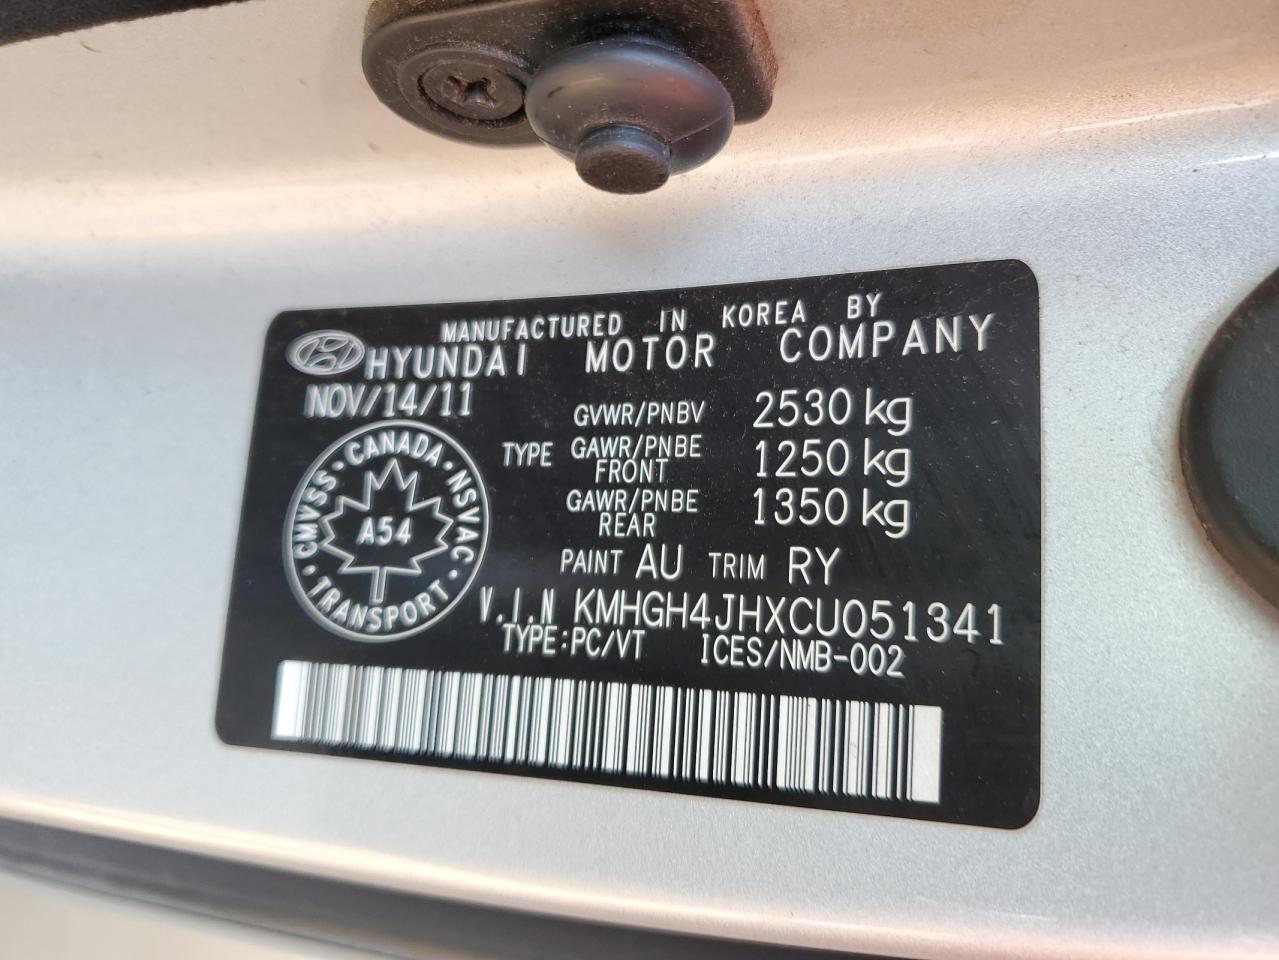 MANUFACTURED IN KOREA BY
HYUNDAI MOTOR COMPANY
NOV/14/11
GVWR/PNBV 2530 kg
TYPE GAWR/PNBE FRONT 1250 kg
GAWR/PNBE REAR 1350 kg
CMVSS · CANADA · NSVAC · TRANSPORT ·
A54
PAINT AU TRIM RY
V.I.N KMHGH4JHXCU051341
TYPE:PC/VT ICES/NMB-002